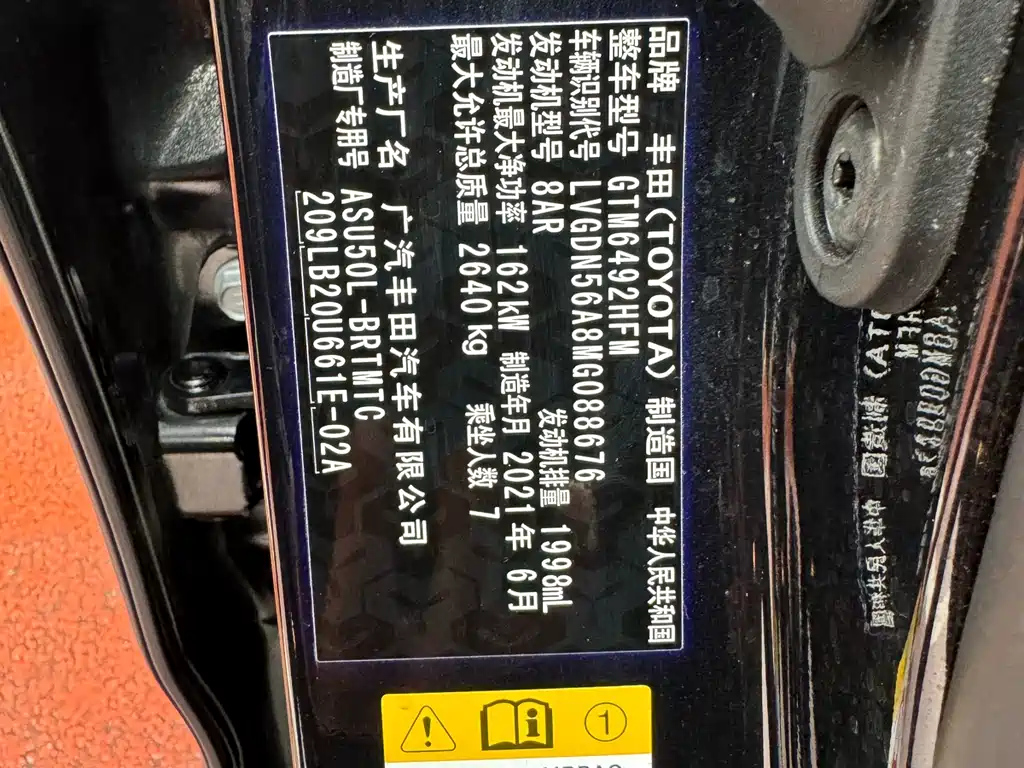 品牌 丰田(TOYOTA) 制造国 中华人民共和国
整车型号 GTM6492HFM
车辆识别代号 LVGDN56A8MG088676
发动机型号 8AR 发动机排量 1998mL
发动机最大净功率 162kW 制造年月 2021年 6月
最大允许总质量 2640kg 乘坐人数 7
生产厂名 广汽丰田汽车有限公司
制造厂专用号 ASU50L-BRTMTC
209LB20U661E-02A
1